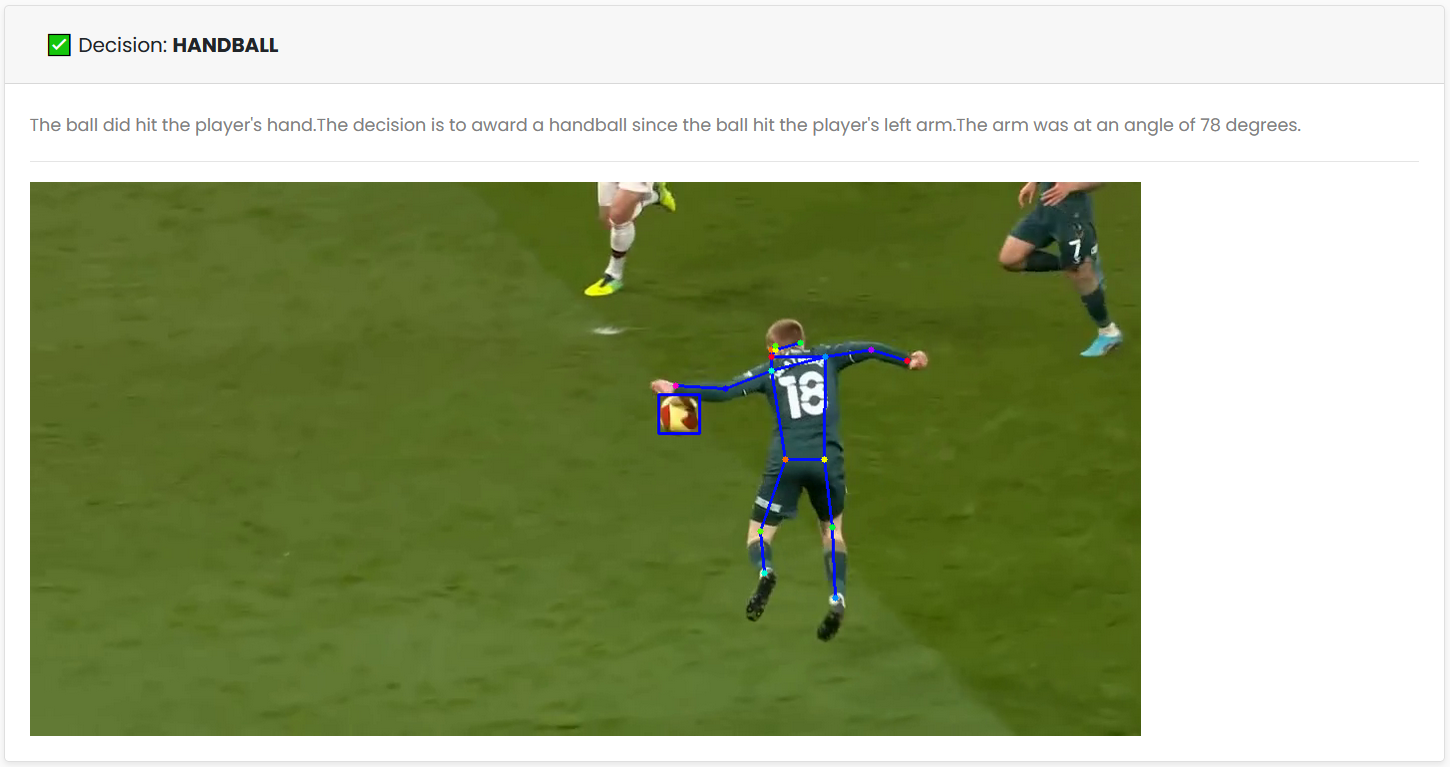 Decision: HANDBALL
The ball did hit the player's hand.The decision is to award a handball since the ball hit the player's left arm.The arm was at an angle of 78 degrees.
7
18